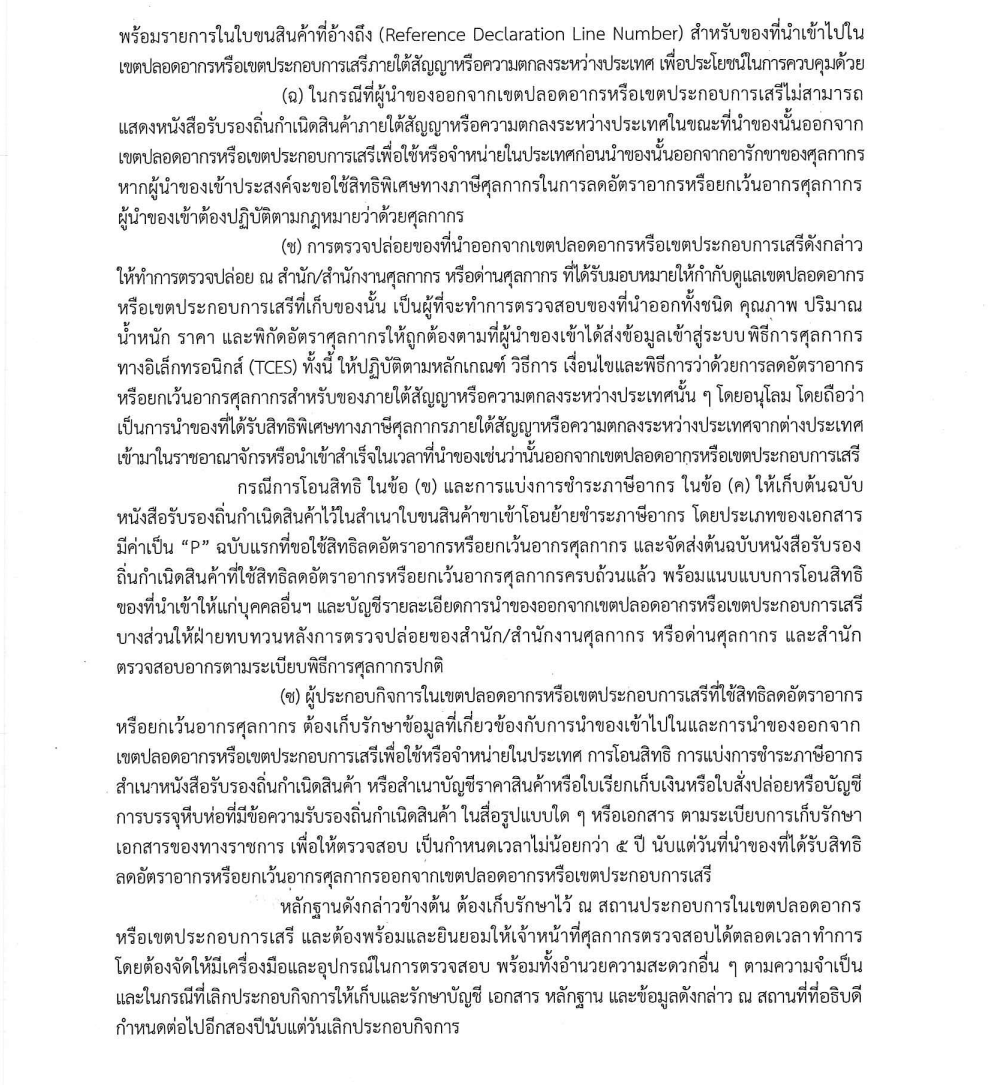 พร้อมรายการในใบขนสินค้าที่อ้างถึง (Reference Declaration Line Number) สำหรับของที่นำเข้าไปใน
เขตปลอดอากรหรือเขตประกอบการเสรีภายใต้สัญญาหรือความตกลงระหว่างประเทศ เพื่อประโยชน์ในการควบคุมด้วย
(ฉ) ในกรณีที่ผู้นำของออกจากเขตปลอดอากรหรือเขตประกอบการเสรีไม่สามารถ
แสดงหนังสือรับรองถิ่นกำเนิดสินค้าภายใต้สัญญาหรือความตกลงระหว่างประเทศในขณะที่นำของนั้นออกจาก
เขตปลอดอากรหรือเขตประกอบการเสรีเพื่อใช้หรือจำหน่ายในประเทศก่อนนำของนั้นออกจากอารักขาของศุลกากร
หากผู้นำของเข้าประสงค์จะขอใช้สิทธิพิเศษทางภาษีศุลกากรในการลดอัตราอากรหรือยกเว้นอากรศุลกากร
ผู้นำของเข้าต้องปฏิบัติตามกฎหมายว่าด้วยศุลกากร
(ช) การตรวจปล่อยของที่นำออกจากเขตปลอดอากรหรือเขตประกอบการเสรีดังกล่าว
ให้ทำการตรวจปล่อย ณ สำนัก/สำนักงานศุลกากร หรือด่านศุลกากร ที่ได้รับมอบหมายให้กำกับดูแลเขตปลอดอากร
หรือเขตประกอบการเสรีที่เก็บของนั้น เป็นผู้ที่จะทำการตรวจสอบของที่นำออกทั้งชนิด คุณภาพ ปริมาณ
น้ำหนัก ราคา และพิกัดอัตราศุลกากรให้ถูกต้องตามที่ผู้นำของเข้าได้ส่งข้อมูลเข้าสู่ระบบพิธีการศุลกากร
ทางอิเล็กทรอนิกส์ (TCES) ทั้งนี้ ให้ปฏิบัติตามหลักเกณฑ์ วิธีการ เงื่อนไขและพิธีการว่าด้วยการลดอัตราอากร
หรือยกเว้นอากรศุลกากรสำหรับของภายใต้สัญญาหรือความตกลงระหว่างประเทศนั้น ๆ โดยอนุโลม โดยถือว่า
เป็นการนำของที่ได้รับสิทธิพิเศษทางภาษีศุลกากรภายใต้สัญญาหรือความตกลงระหว่างประเทศจากต่างประเทศ
เข้ามาในราชอาณาจักรหรือนำเข้าสำเร็จในเวลาที่นำของเช่นว่านั้นออกจากเขตปลอดอากรหรือเขตประกอบการเสรี
กรณีการโอนสิทธิ ในข้อ (ข) และการแบ่งการชำระภาษีอากร ในข้อ (ค) ให้เก็บต้นฉบับ
หนังสือรับรองถิ่นกำเนิดสินค้าไว้ในสำเนาใบขนสินค้าขาเข้าโอนย้ายชำระภาษีอากร โดยประเภทของเอกสาร
มีค่าเป็น “P” ฉบับแรกที่ขอใช้สิทธิลดอัตราอากรหรือยกเว้นอากรศุลกากร และจัดส่งต้นฉบับหนังสือรับรอง
ถิ่นกำเนิดสินค้าที่ใช้สิทธิลดอัตราอากรหรือยกเว้นอากรศุลกากรครบถ้วนแล้ว พร้อมแนบแบบการโอนสิทธิ
ของที่นำเข้าให้แก่บุคคลอื่นฯ และบัญชีรายละเอียดการนำของออกจากเขตปลอดอากรหรือเขตประกอบการเสรี
บางส่วนให้ฝ่ายทบทวนหลังการตรวจปล่อยของสำนัก/สำนักงานศุลกากร หรือด่านศุลกากร และสำนัก
ตรวจสอบอากรตามระเบียบพิธีการศุลกากรปกติ
(ซ) ผู้ประกอบกิจการในเขตปลอดอากรหรือเขตประกอบการเสรีที่ใช้สิทธิลดอัตราอากร
หรือยกเว้นอากรศุลกากร ต้องเก็บรักษาข้อมูลที่เกี่ยวข้องกับการนำของเข้าไปในและการนำของออกจาก
เขตปลอดอากรหรือเขตประกอบการเสรีเพื่อใช้หรือจำหน่ายในประเทศ การโอนสิทธิ การแบ่งการชำระภาษีอากร
สำเนาหนังสือรับรองถิ่นกำเนิดสินค้า หรือสำเนาบัญชีราคาสินค้าหรือใบเรียกเก็บเงินหรือใบสั่งปล่อยหรือบัญชี
การบรรจุหีบห่อที่มีข้อความรับรองถิ่นกำเนิดสินค้า ในสื่อรูปแบบใด ๆ หรือเอกสาร ตามระเบียบการเก็บรักษา
เอกสารของทางราชการ เพื่อให้ตรวจสอบ เป็นกำหนดเวลาไม่น้อยกว่า ๕ ปี นับแต่วันที่นำของที่ได้รับสิทธิ
ลดอัตราอากรหรือยกเว้นอากรศุลกากรออกจากเขตปลอดอากรหรือเขตประกอบการเสรี
หลักฐานดังกล่าวข้างต้น ต้องเก็บรักษาไว้ ณ สถานประกอบการในเขตปลอดอากร
หรือเขตประกอบการเสรี และต้องพร้อมและยินยอมให้เจ้าหน้าที่ศุลกากรตรวจสอบได้ตลอดเวลาทำการ
โดยต้องจัดให้มีเครื่องมือและอุปกรณ์ในการตรวจสอบ พร้อมทั้งอำนวยความสะดวกอื่น ๆ ตามความจำเป็น
และในกรณีที่เลิกประกอบกิจการให้เก็บและรักษาบัญชี เอกสาร หลักฐาน และข้อมูลดังกล่าว ณ สถานที่ที่อธิบดี
กำหนดต่อไปอีกสองปีนับแต่วันเลิกประกอบกิจการ